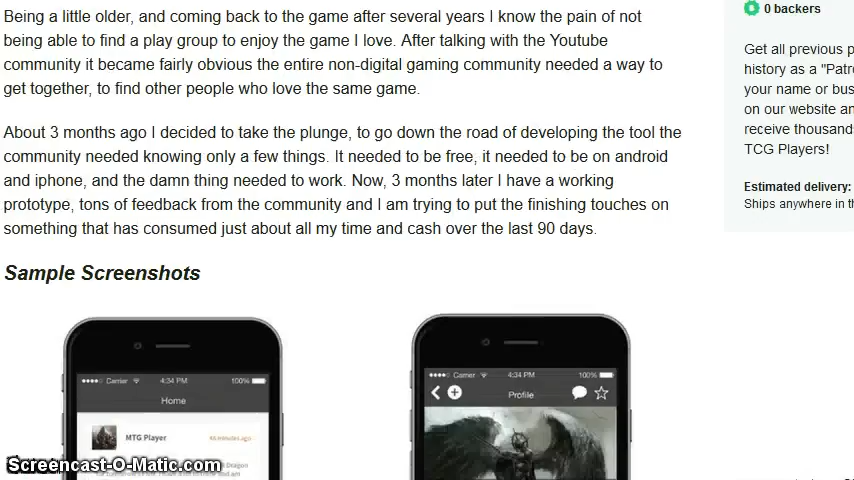 Being a little older, and coming back to the game after several years I know the pain of not
being able to find a play group to enjoy the game I love. After talking with the Youtube
community it became fairly obvious the entire non-digital gaming community needed a way to
get together, to find other people who love the same game.
About 3 months ago I decided to take the plunge, to go down the road of developing the tool the
community needed knowing only a few things. It needed to be free, it needed to be on android
and iphone, and the damn thing needed to work. Now, 3 months later I have a working
prototype, tons of feedback from the community and I am trying to put the finishing touches on
something that has consumed just about all my time and cash over the last 90 days.
Sample Screenshots
Carrier 4:34 PM 100%
Home
MTG Player
minutes ago
Dragon
Carrier 4:34 PM 100%
Profile
0 backers
Get all previous p
history as a "Patr
your name or bus
on our website an
receive thousand
TCG Players!
Estimated delivery:
Ships anywhere in th
Screencast-O-Matic.com